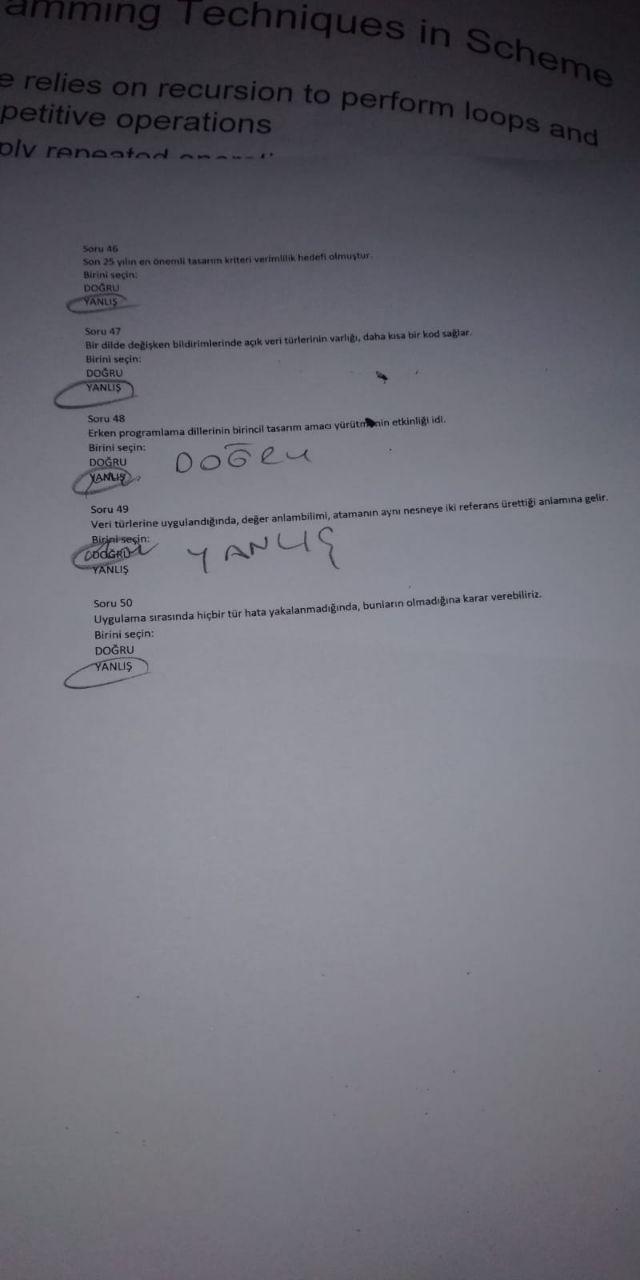 amming Techniques in Scheme
e relies on recursion to perform loops and
petitive operations
ply repeated
Soru 46
Son 25 yılın en önemli tasarım kriteri verimlilik hedefi olmuştur.
Birini seçin:
DOĞRU
YANLIŞ
Soru 47
Bir dilde değişken bildirimlerinde açık veri türlerinin varlığı, daha kısa bir kod sağlar.
Birini seçin:
DOĞRU
YANLIŞ
Soru 48
Erken programlama dillerinin birincil tasarım amacı yürütmenin etkinliği idi.
Birini seçin:
DOĞRU DOĞRU
YANLIŞ
Soru 49
Veri türlerine uygulandığında, değer anlambilimi, atamanın aynı nesneye iki referans ürettiği anlamına gelir.
Birini seçin:
DOĞRU YANLIŞ
YANLIŞ
Soru 50
Uygulama sırasında hiçbir tür hata yakalanmadığında, bunların olmadığına karar verebiliriz.
Birini seçin:
DOĞRU
YANLIŞ